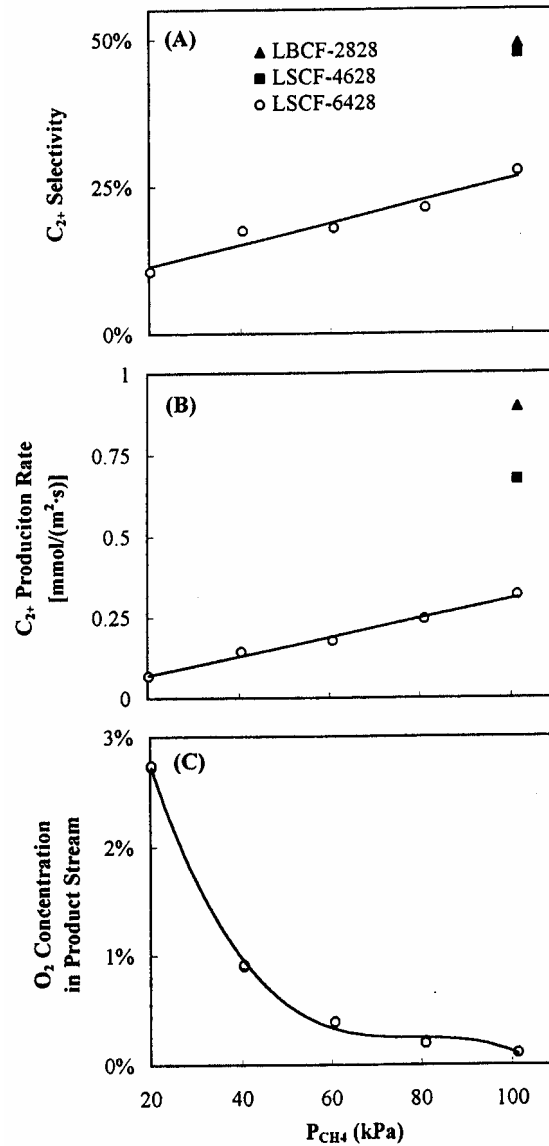 (A)
50%
▲ LBCF-2828
■ LSCF-4628
○ LSCF-6428
25%
0%
C2+ Selectivity
(B)
1
0.75
0.5
0.25
0
C2+ Produciton Rate
[mmol/(m²·s)]
(C)
3%
2%
1%
0%
O2 Concentration
in Product Stream
20 40 60 80 100
PCH4 (kPa)